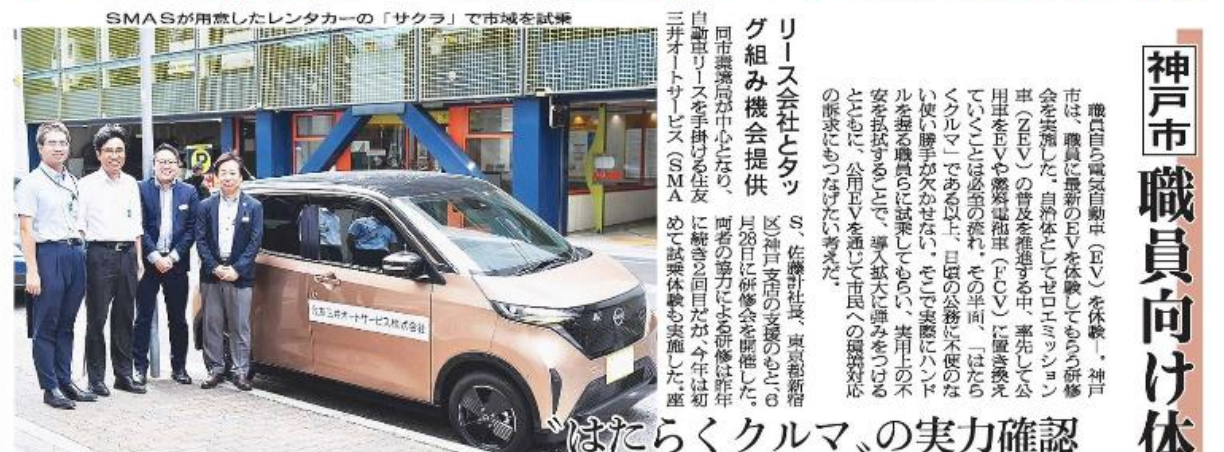 神戸市 職員向け体
〝はたらくクルマ〟の実力確認
職員自ら電気自動車(EV)を体験―。神戸
市は、職員に最新のEVを体験してもらう研修
会を実施した。自治体としてゼロエミッション
車(ZEV)の普及を推進する中、率先して公
用車をEVや燃料電池車(FCV)に置き換え
ていくことは必至の流れ。その半面、「はたら
くクルマ」である以上、日頃の公務に不便のな
い使い勝手が欠かせない。そこで実際にハンド
ルを握る職員らに試乗してもらい、実用上の不
安を払拭することで、導入拡大に弾みをつける
とともに、公用EVを通じて市民への環境対応
の訴求にもつなげたい考えだ。
リース会社とタッ
グ組み機会提供
同市環境局が中心となり、
自動車リースを手掛ける住友
三井オートサービス(SMA
S、佐藤計社長、東京都新宿
区)神戸支店の支援のもと、6
月28日に研修会を開催した。
両者の協力による研修は昨年
に続き2回目だが、今年は初
めて試乗体験も実施した。座
SMASが用意したレンタカーの「サクラ」で市域を試乗
住友三井オートサービス株式会社